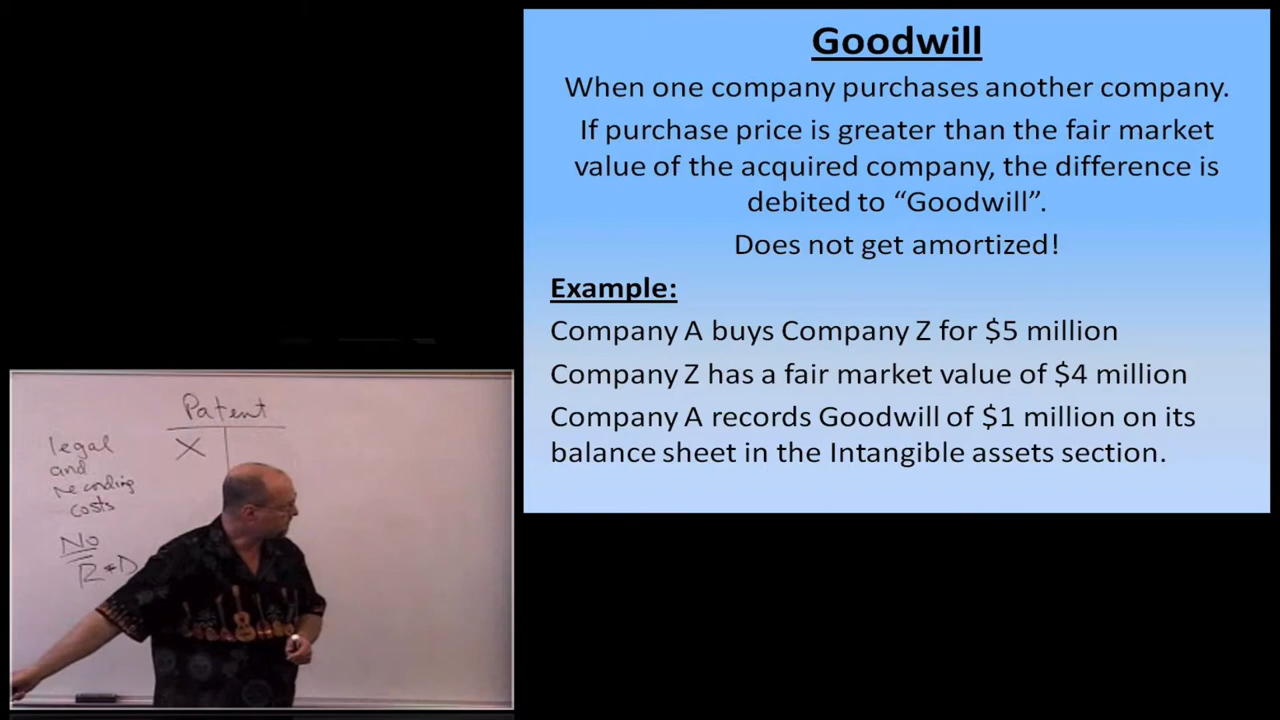 Goodwill
When one company purchases another company.
If purchase price is greater than the fair market
value of the acquired company, the difference is
debited to “Goodwill”.
Does not get amortized!
Example:
Company A buys Company Z for $5 million
Company Z has a fair market value of $4 million
Company A records Goodwill of $1 million on its
balance sheet in the Intangible assets section.
Patent
X
legal
and
recording
costs
No
R+D